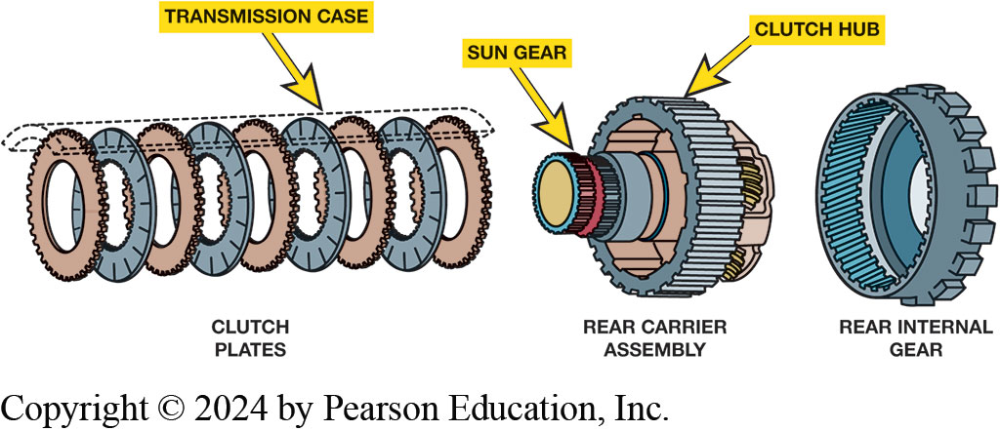 TRANSMISSION CASE
SUN GEAR
CLUTCH HUB
CLUTCH
PLATES
REAR CARRIER
ASSEMBLY
REAR INTERNAL
GEAR
Copyright © 2024 by Pearson Education, Inc.